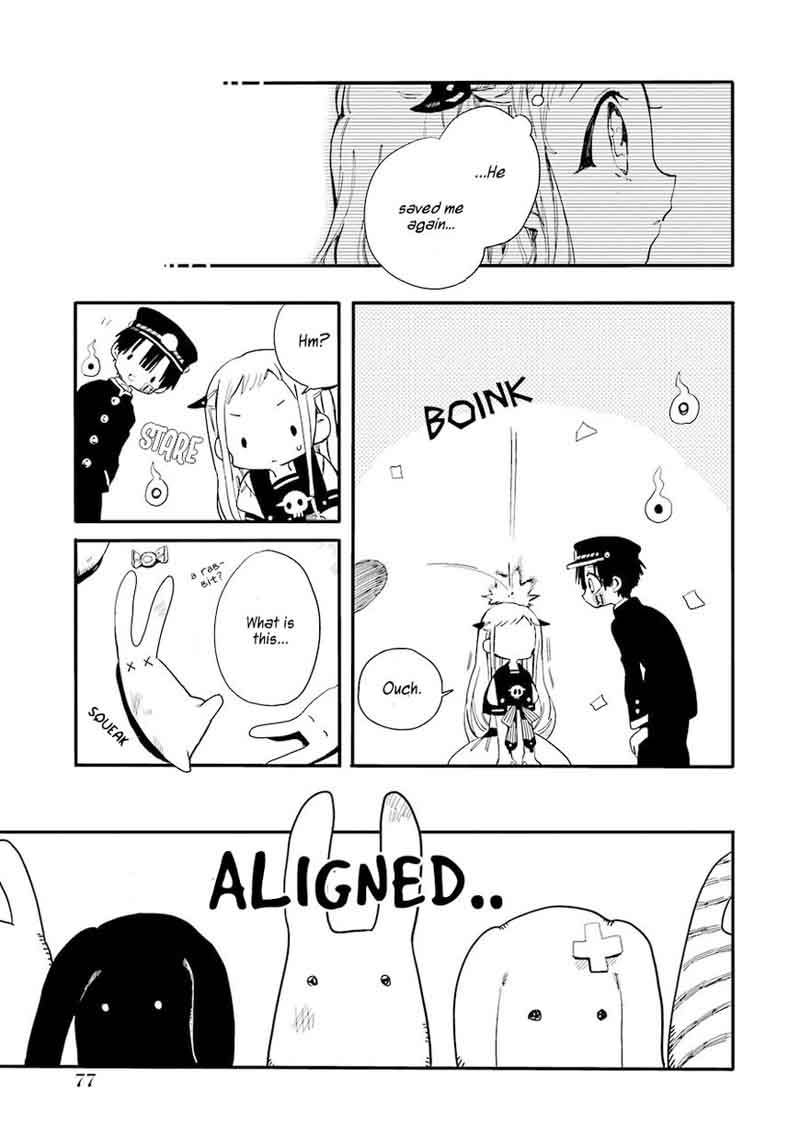 ...He
saved me
again...
BOINK
Ouch.
Hm?
STARE
What is
this...
a rab-
bit?
SQUEAK
ALIGNED..
77